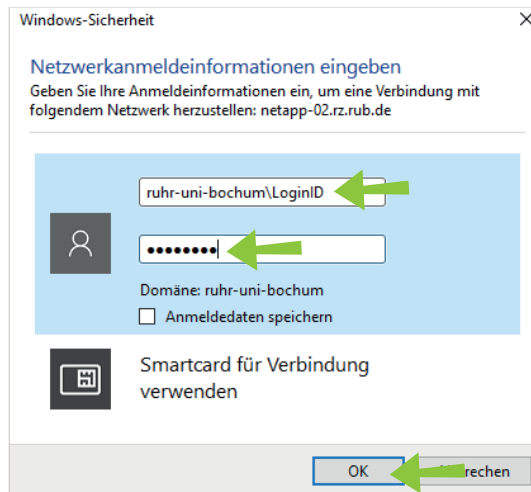 Windows-Sicherheit
Netzwerkanmeldeinformationen eingeben
Geben Sie Ihre Anmeldeinformationen ein, um eine Verbindung mit
folgendem Netzwerk herzustellen: netapp-02.rz.rub.de
ruhr-uni-bochum\LoginID
••••••••
Domäne: ruhr-uni-bochum
Anmeldedaten speichern
Smartcard für Verbindung
verwenden
OK